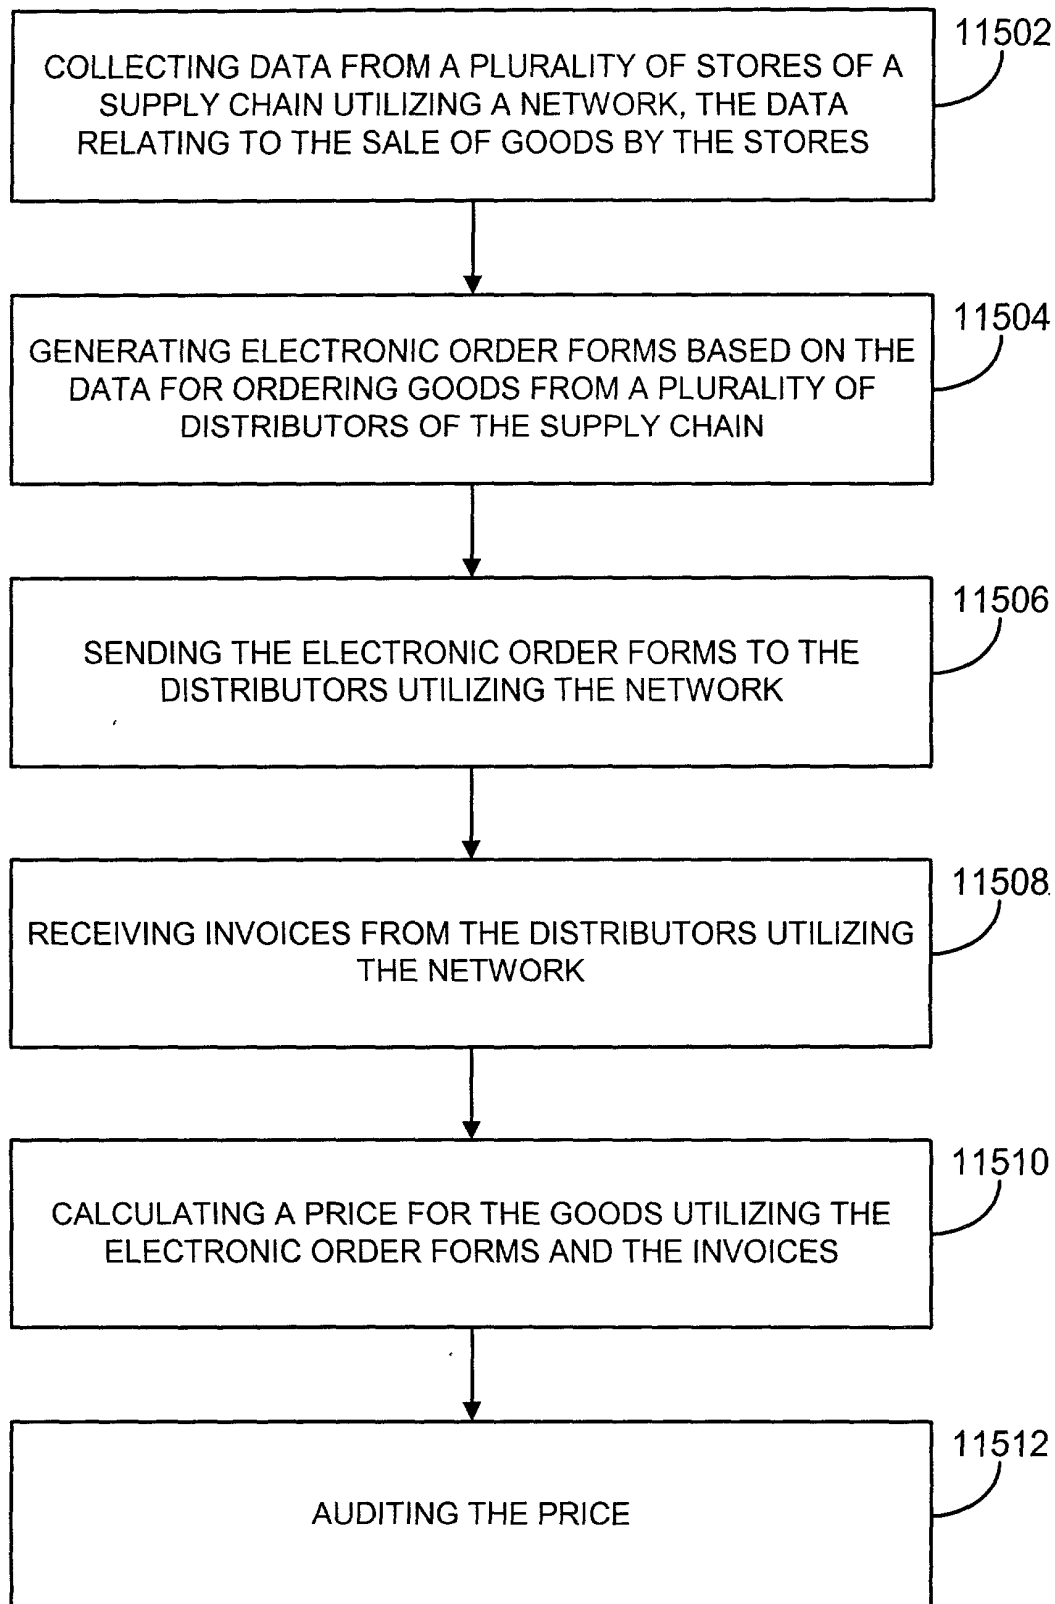 11502
COLLECTING DATA FROM A PLURALITY OF STORES OF A
SUPPLY CHAIN UTILIZING A NETWORK, THE DATA
RELATING TO THE SALE OF GOODS BY THE STORES
11504
GENERATING ELECTRONIC ORDER FORMS BASED ON THE
DATA FOR ORDERING GOODS FROM A PLURALITY OF
DISTRIBUTORS OF THE SUPPLY CHAIN
11506
SENDING THE ELECTRONIC ORDER FORMS TO THE
DISTRIBUTORS UTILIZING THE NETWORK
11508
RECEIVING INVOICES FROM THE DISTRIBUTORS UTILIZING
THE NETWORK
11510
CALCULATING A PRICE FOR THE GOODS UTILIZING THE
ELECTRONIC ORDER FORMS AND THE INVOICES
11512
AUDITING THE PRICE